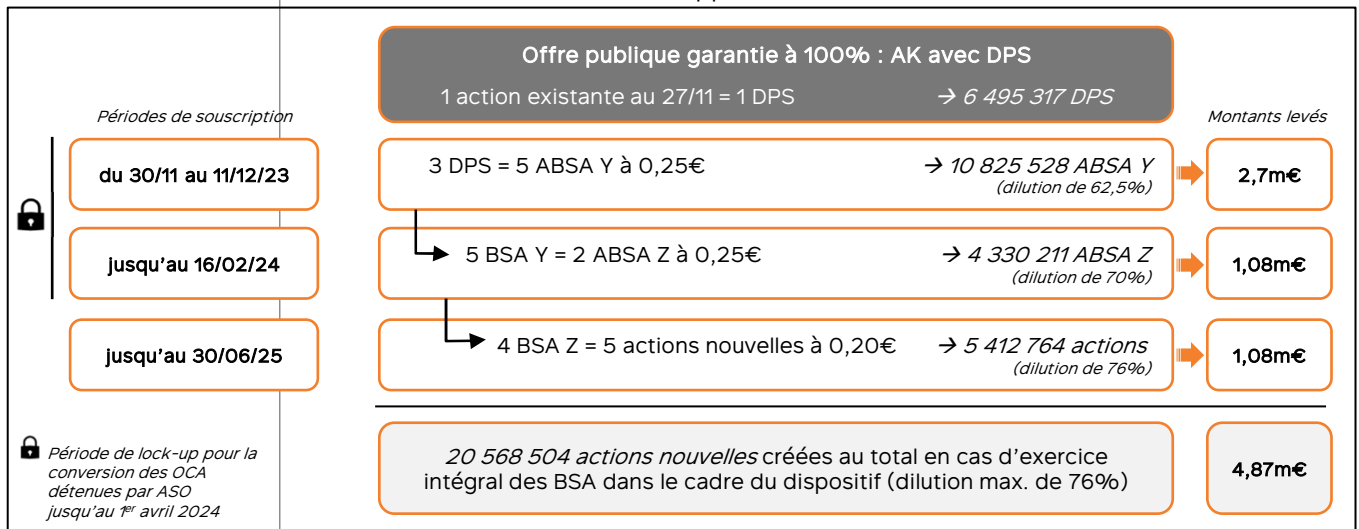 Offre publique garantie à 100% : AK avec DPS
1 action existante au 27/11 = 1 DPS → 6 495 317 DPS
Périodes de souscription
Montants levés
du 30/11 au 11/12/23
3 DPS = 5 ABSA Y à 0,25€ → 10 825 528 ABSA Y
(dilution de 62,5%)
2,7m€
jusqu'au 16/02/24
5 BSA Y = 2 ABSA Z à 0,25€ → 4 330 211 ABSA Z
(dilution de 70%)
1,08m€
jusqu'au 30/06/25
4 BSA Z = 5 actions nouvelles à 0,20€ → 5 412 764 actions
(dilution de 76%)
1,08m€
Période de lock-up pour la
conversion des OCA
détenues par ASO
jusqu'au 1er avril 2024
20 568 504 actions nouvelles créées au total en cas d'exercice
intégral des BSA dans le cadre du dispositif (dilution max. de 76%)
4,87m€